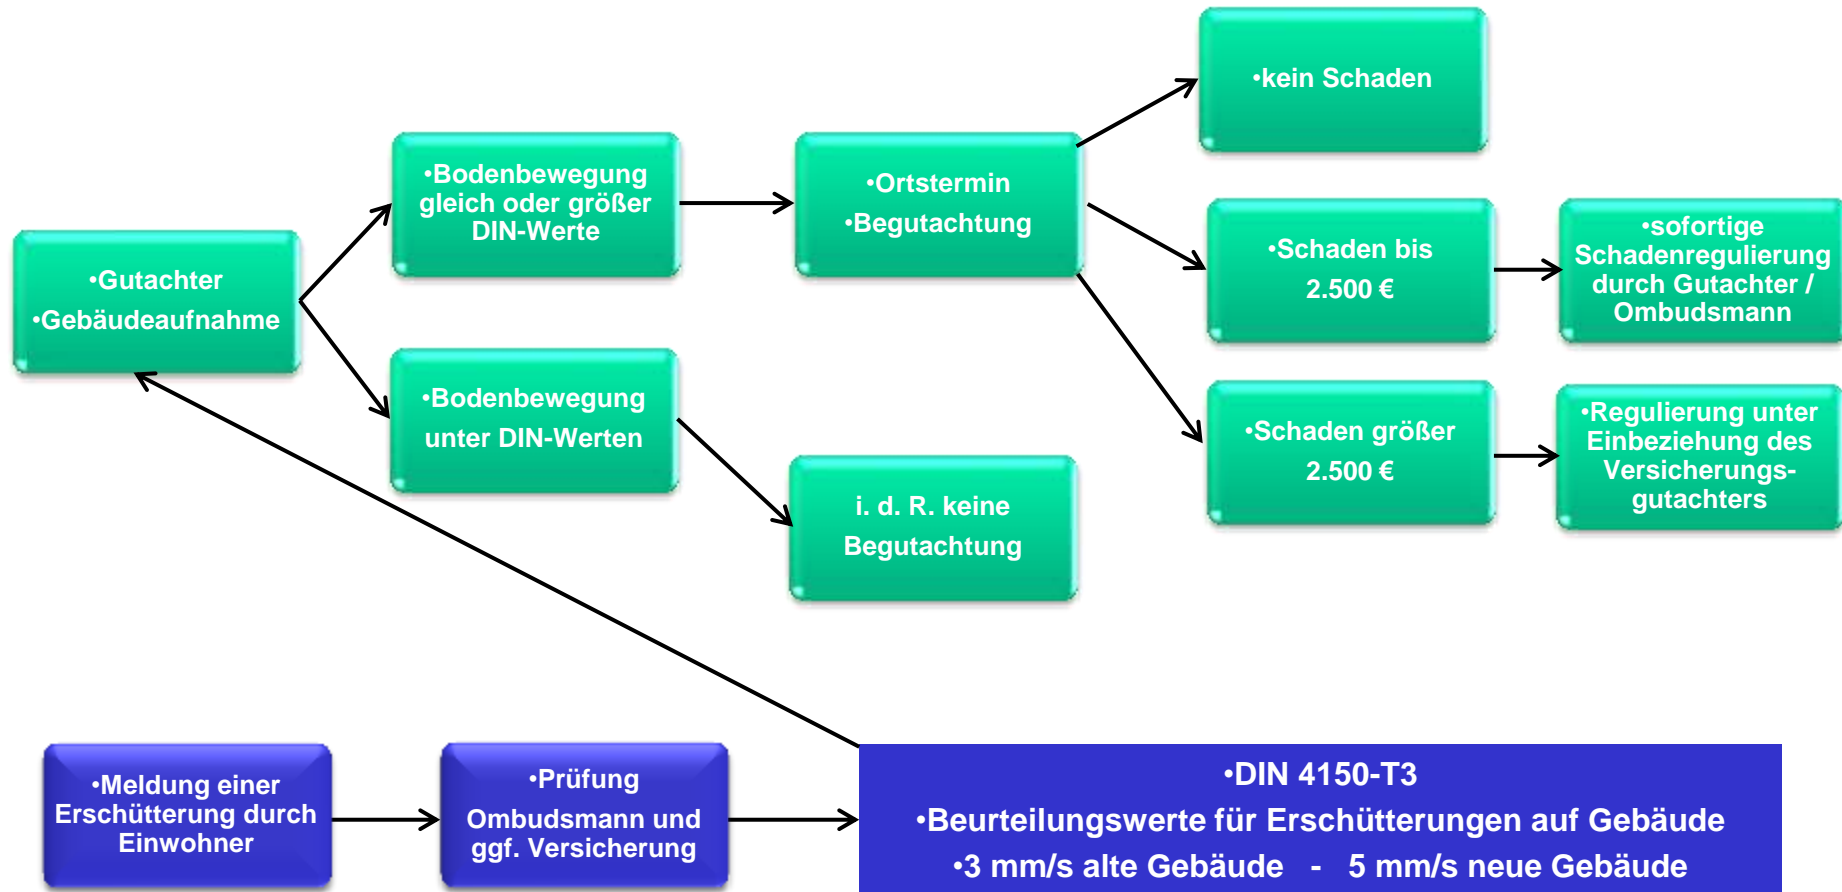 •kein Schaden
•Bodenbewegung
gleich oder größer
DIN-Werte
•Ortstermin
•Begutachtung
•Schaden bis
2.500 €
•sofortige
Schadenregulierung
durch Gutachter /
Ombudsmann
•Gutachter
•Gebäudeaufnahme
•Bodenbewegung
unter DIN-Werten
•Schaden größer
2.500 €
•Regulierung unter
Einbeziehung des
Versicherungs-
gutachters
i. d. R. keine
Begutachtung
•Meldung einer
Erschütterung durch
Einwohner
•Prüfung
Ombudsmann und
ggf. Versicherung
•DIN 4150-T3
•Beurteilungswerte für Erschütterungen auf Gebäude
•3 mm/s alte Gebäude - 5 mm/s neue Gebäude